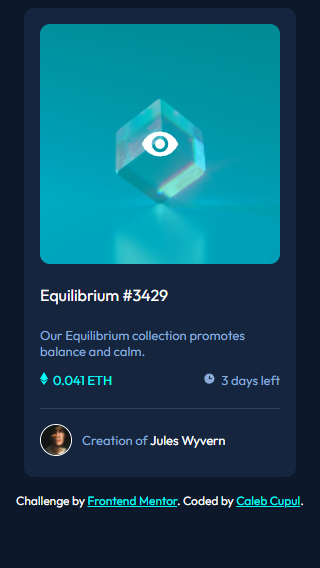 Equilibrium #3429
Our Equilibrium collection promotes
balance and calm.
0.041 ETH
3 days left
Creation of Jules Wyvern
Challenge by Frontend Mentor. Coded by Caleb Cupul.